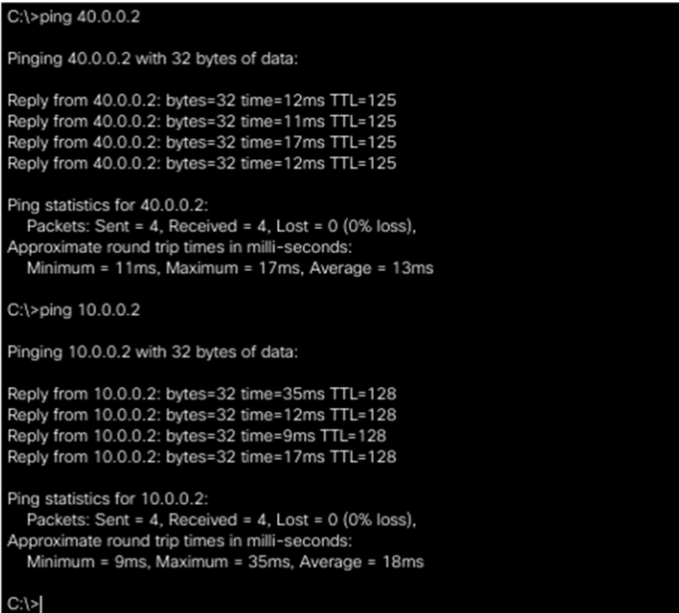 C:\>ping 40.0.0.2
Pinging 40.0.0.2 with 32 bytes of data:
Reply from 40.0.0.2: bytes=32 time=12ms TTL=125
Reply from 40.0.0.2: bytes=32 time=11ms TTL=125
Reply from 40.0.0.2: bytes=32 time=17ms TTL=125
Reply from 40.0.0.2: bytes=32 time=12ms TTL=125
Ping statistics for 40.0.0.2:
Packets: Sent = 4, Received = 4, Lost = 0 (0% loss),
Approximate round trip times in milli-seconds:
Minimum = 11ms, Maximum = 17ms, Average = 13ms
C:\>ping 10.0.0.2
Pinging 10.0.0.2 with 32 bytes of data:
Reply from 10.0.0.2: bytes=32 time=35ms TTL=128
Reply from 10.0.0.2: bytes=32 time=12ms TTL=128
Reply from 10.0.0.2: bytes=32 time=9ms TTL=128
Reply from 10.0.0.2: bytes=32 time=17ms TTL=128
Ping statistics for 10.0.0.2:
Packets: Sent = 4, Received = 4, Lost = 0 (0% loss),
Approximate round trip times in milli-seconds:
Minimum = 9ms, Maximum = 35ms, Average = 18ms
C:\>